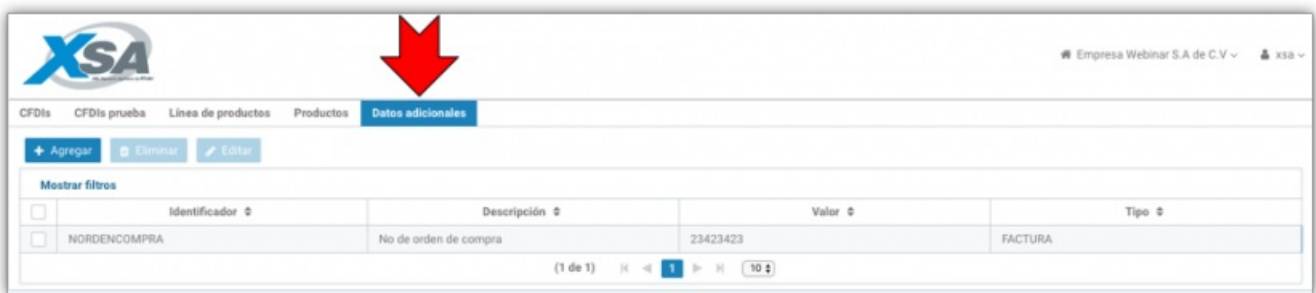 XSA
Empresa Webinar S.A de C.V
xsa
CFDIs CFDIs prueba Línea de productos Productos Datos adicionales
+ Agregar Eliminar Editar
Mostrar filtros
Identificador Descripción Valor Tipo
NORDENCOMPRA No de orden de compra 23423423 FACTURA
(1 de 1) 1 10